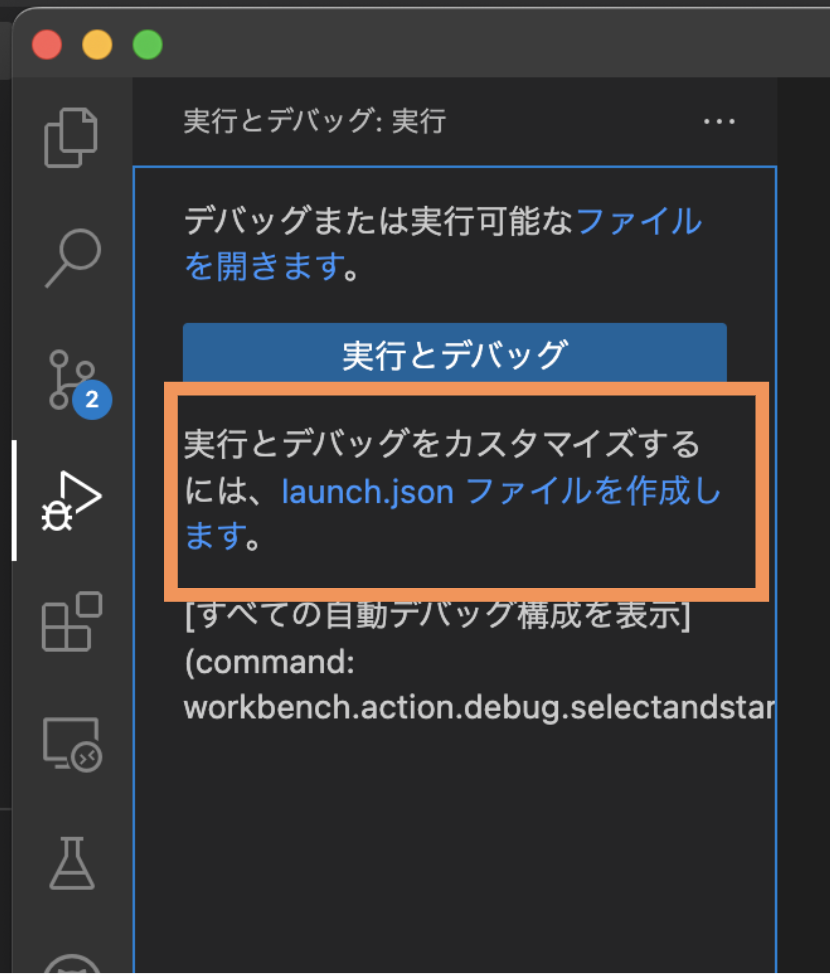 実行とデバッグ: 実行
デバッグまたは実行可能なファイル
を開きます。
実行とデバッグ
2
実行とデバッグをカスタマイズする
には、launch.json ファイルを作成し
ます。
[すべての自動デバッグ構成を表示]
(command:
workbench.action.debug.selectandstar